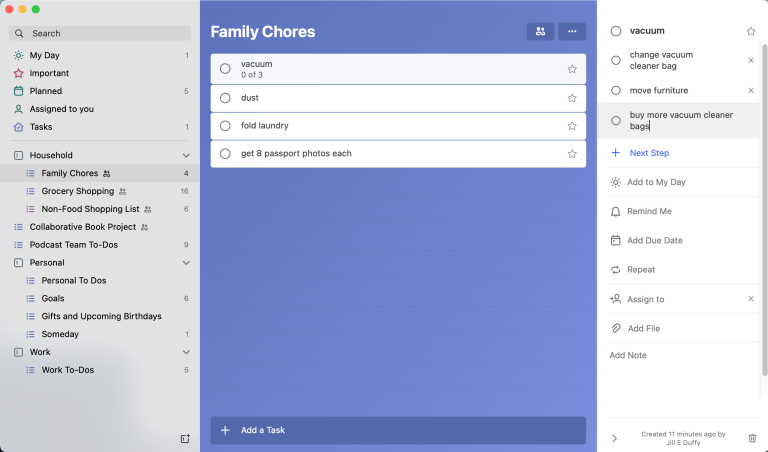 Search
My Day 1
Important
Planned 5
Assigned to you
Tasks 1
Household
Family Chores 4
Grocery Shopping 16
Non-Food Shopping List 6
Collaborative Book Project
Podcast Team To-Dos 9
Personal
Personal To Dos
Goals 6
Gifts and Upcoming Birthdays
Someday 1
Work
Work To-Dos 5
Family Chores
vacuum
0 of 3
dust
fold laundry
get 8 passport photos each
Add a Task
vacuum
change vacuum
cleaner bag
move furniture
buy more vacuum cleaner
bags
Next Step
Add to My Day
Remind Me
Add Due Date
Repeat
Assign to
Add File
Add Note
Created 11 minutes ago by
Jill E Duffy